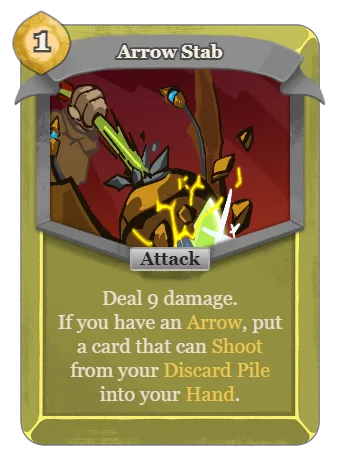 1
Arrow Stab
Attack
Deal 9 damage.
If you have an Arrow, put
a card that can Shoot
from your Discard Pile
into your Hand.